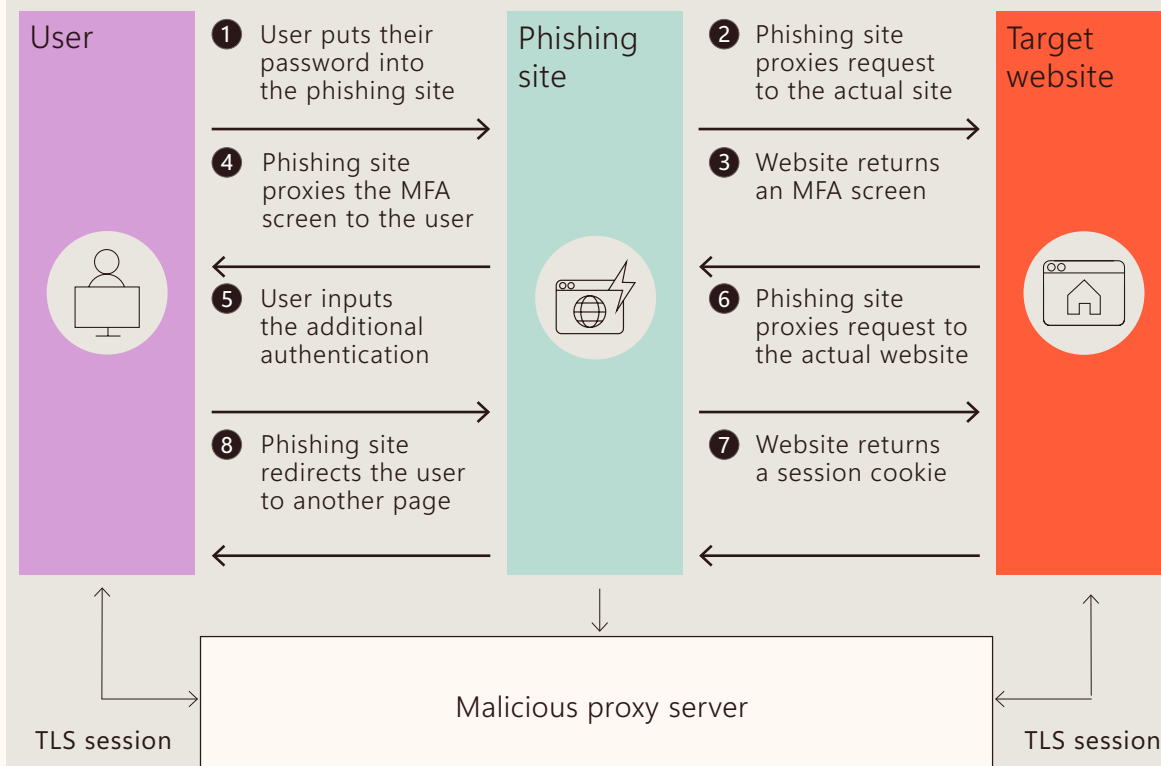 User
Phishing
site
Target
website
1 User puts their
password into
the phishing site
2 Phishing site
proxies request
to the actual site
3 Website returns
an MFA screen
4 Phishing site
proxies the MFA
screen to the user
5 User inputs
the additional
authentication
6 Phishing site
proxies request to
the actual website
7 Website returns
a session cookie
8 Phishing site
redirects the user
to another page
Malicious proxy server
TLS session
TLS session